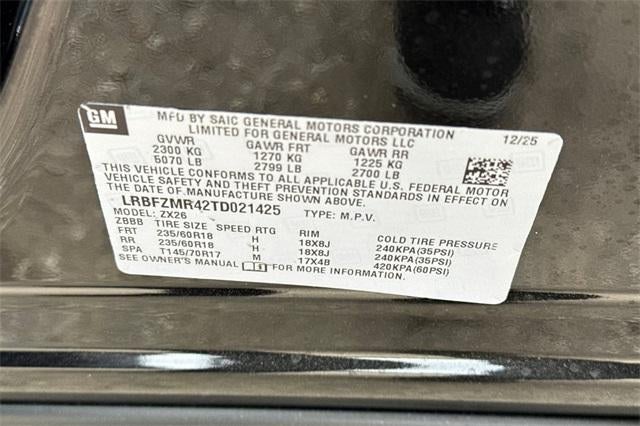 GM
MFD BY SAIC GENERAL MOTORS CORPORATION
LIMITED FOR GENERAL MOTORS LLC
12/25
GVWR GAWR FRT GAWR RR
2300 KG 1270 KG 1225 KG
5070 LB 2799 LB 2700 LB
THIS VEHICLE CONFORMS TO ALL APPLICABLE U.S. FEDERAL MOTOR
VEHICLE SAFETY AND BUMPER STANDARDS IN EFFECT ON
THE DATE OF MANUFACTURE SHOWN ABOVE.
LRBFZMR42TD021425 TYPE: M.P.V.
MODEL: ZX26
ZBBB TIRE SIZE SPEED RTG RIM COLD TIRE PRESSURE
FRT 235/60R18 H 18X8J 240KPA(35PSI)
RR 235/60R18 H 18X8J 240KPA(35PSI)
SPA T145/70R17 M 17X4B 420KPA(60PSI)
SEE OWNER'S MANUAL FOR MORE INFORMATION.